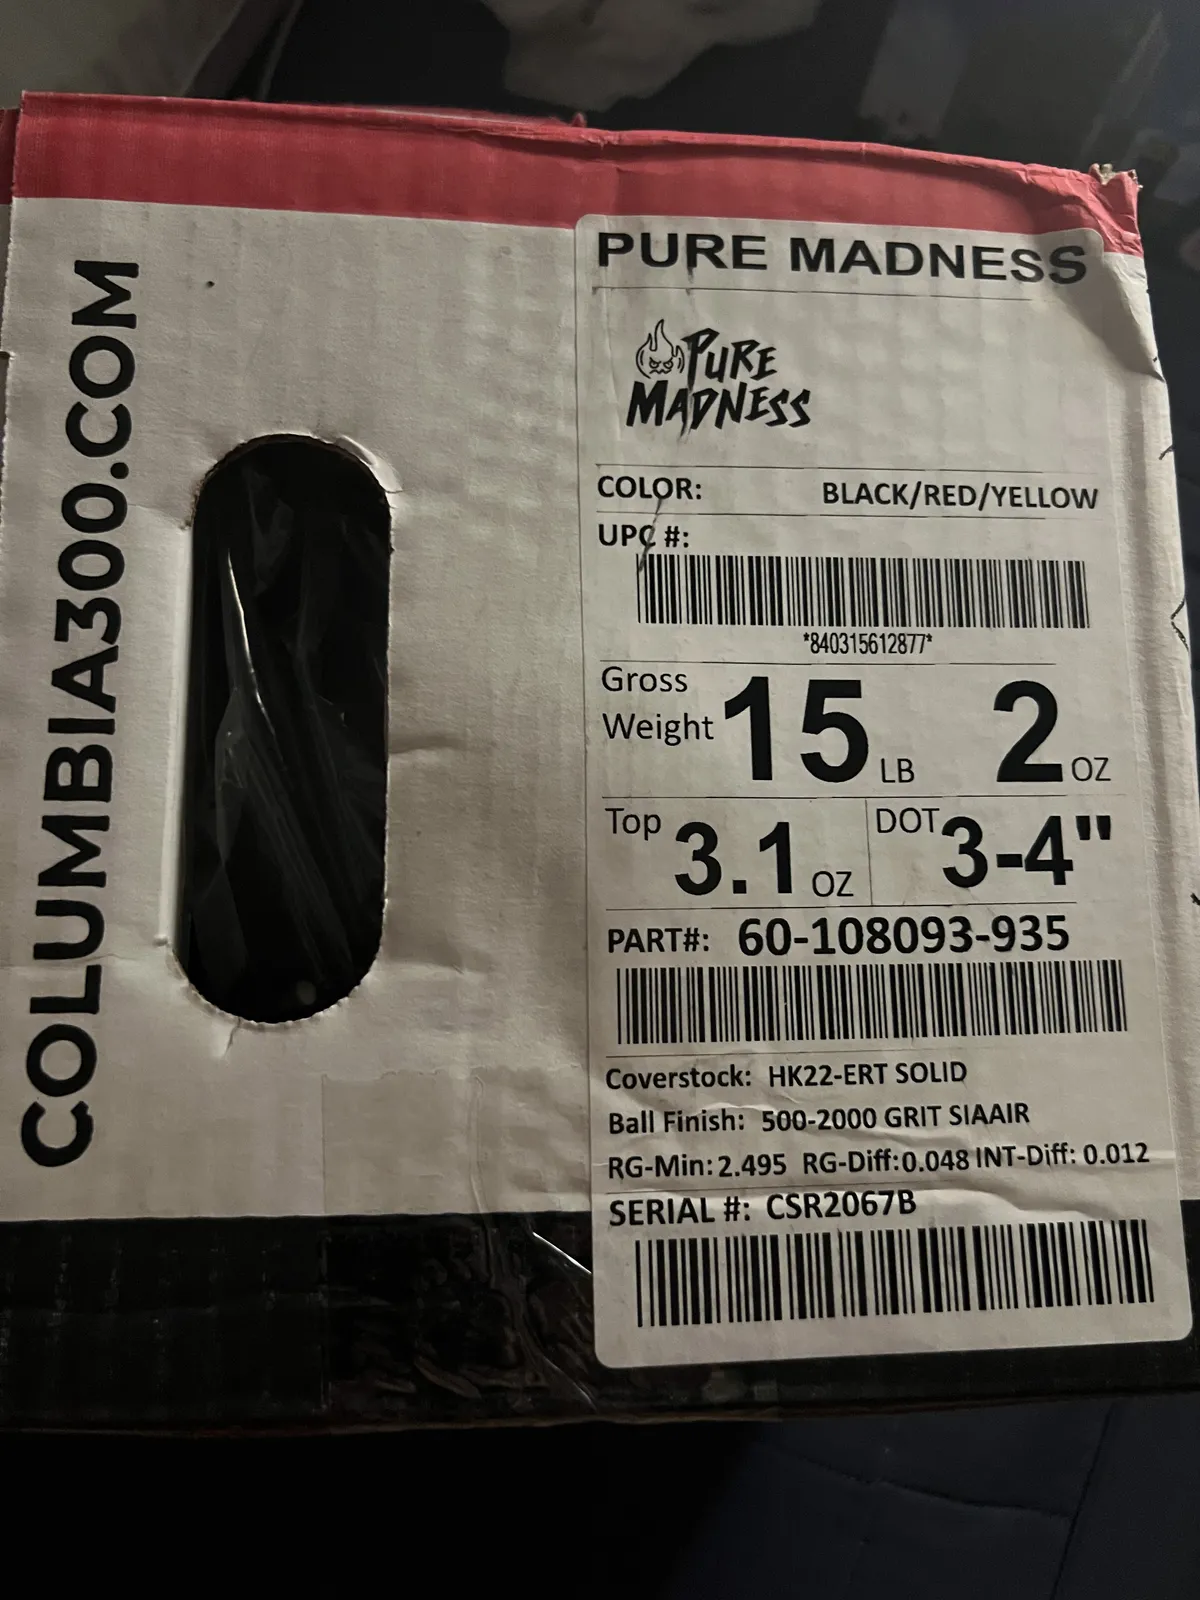 COLUMBIA300.COM
PURE MADNESS
PURE
MADNESS
COLOR: BLACK/RED/YELLOW
UPC #:
*840315612877*
Gross
Weight 15 LB 2 OZ
Top 3.1 OZ DOT 3-4"
PART#: 60-108093-935
Coverstock: HK22-ERT SOLID
Ball Finish: 500-2000 GRIT SIAAIR
RG-Min: 2.495 RG-Diff:0.048 INT-Diff: 0.012
SERIAL #: CSR2067B